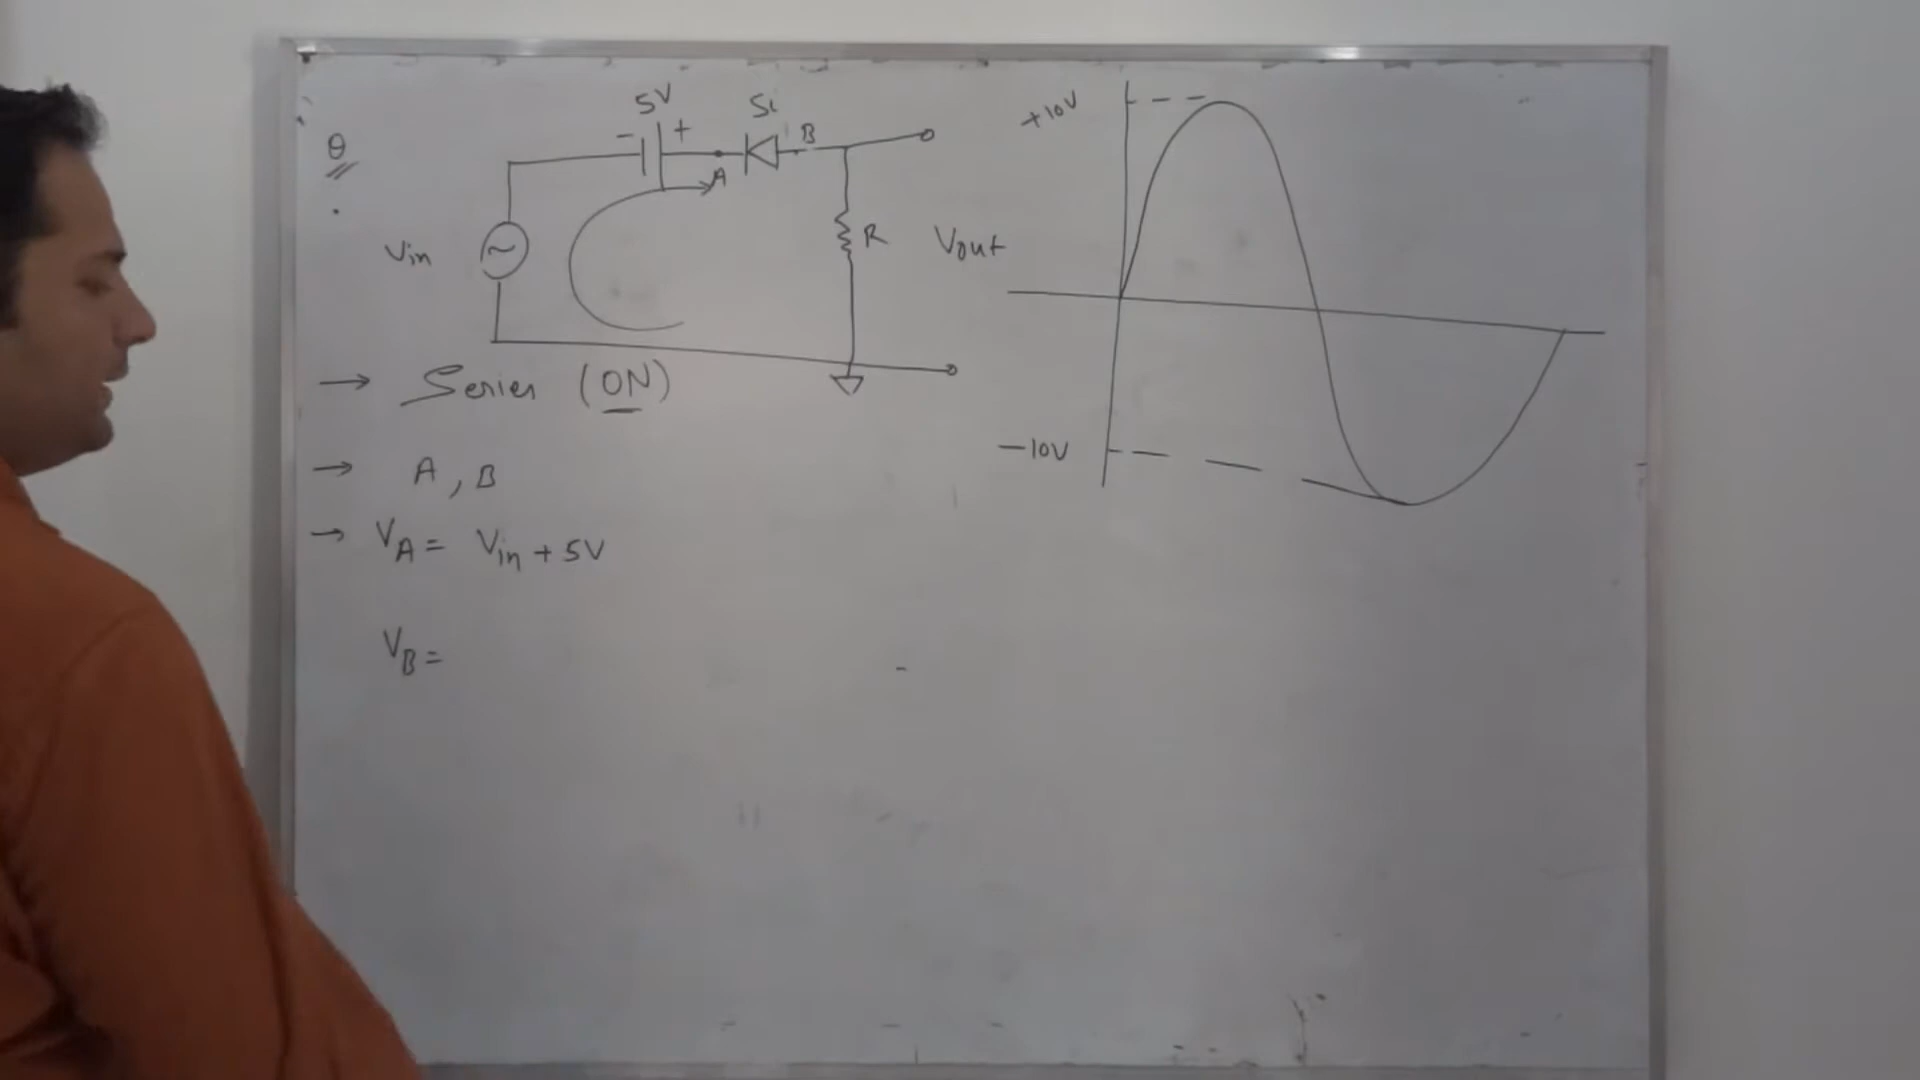 θ
5V
Si
- +
A
B
Vin
~
R
Vout
+10V
-10V
→ Series (ON)
→ A, B
→ VA = Vin + 5V
VB =